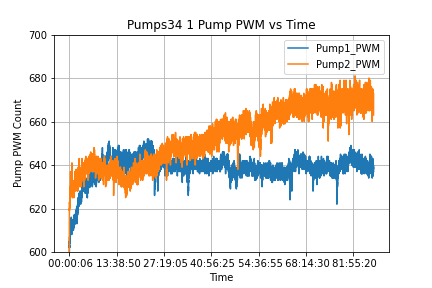 Pumps34 1 Pump PWM vs Time
700
680
660
640
620
600
Pump PWM Count
Pump1_PWM
Pump2_PWM
00:00:06 13:38:50 27:19:05 40:56:25 54:36:55 68:14:30 81:55:20
Time